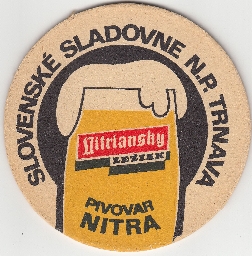 SLOVENSKÉ SLADOVNE N.P. TRNAVA
Nitriansky
LEŽIAK
PIVOVAR
NITRA